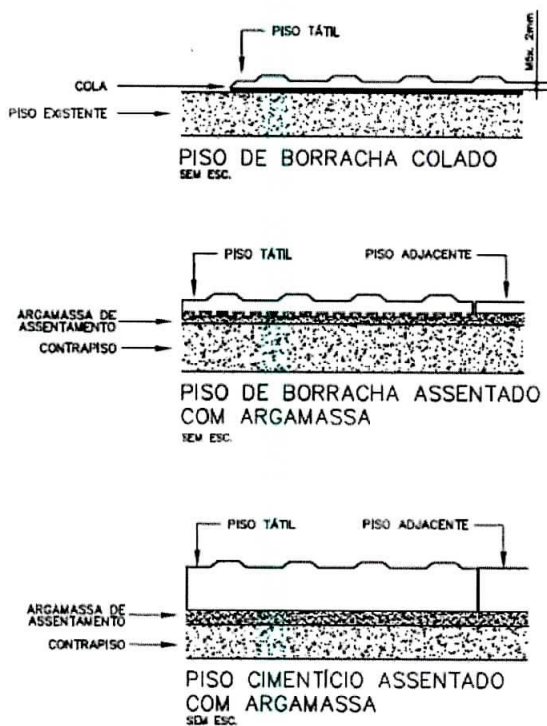 PISO TÁTIL
Máx. 2mm
COLA
PISO EXISTENTE
PISO DE BORRACHA COLADO
SEM ESC.
PISO TÁTIL
PISO ADJACENTE
ARGAMASSA DE
ASSENTAMENTO
CONTRAPISO
PISO DE BORRACHA ASSENTADO
COM ARGAMASSA
SEM ESC.
PISO TÁTIL
PISO ADJACENTE
ARGAMASSA DE
ASSENTAMENTO
CONTRAPISO
PISO CIMENTÍCIO ASSENTADO
COM ARGAMASSA
SEM ESC.